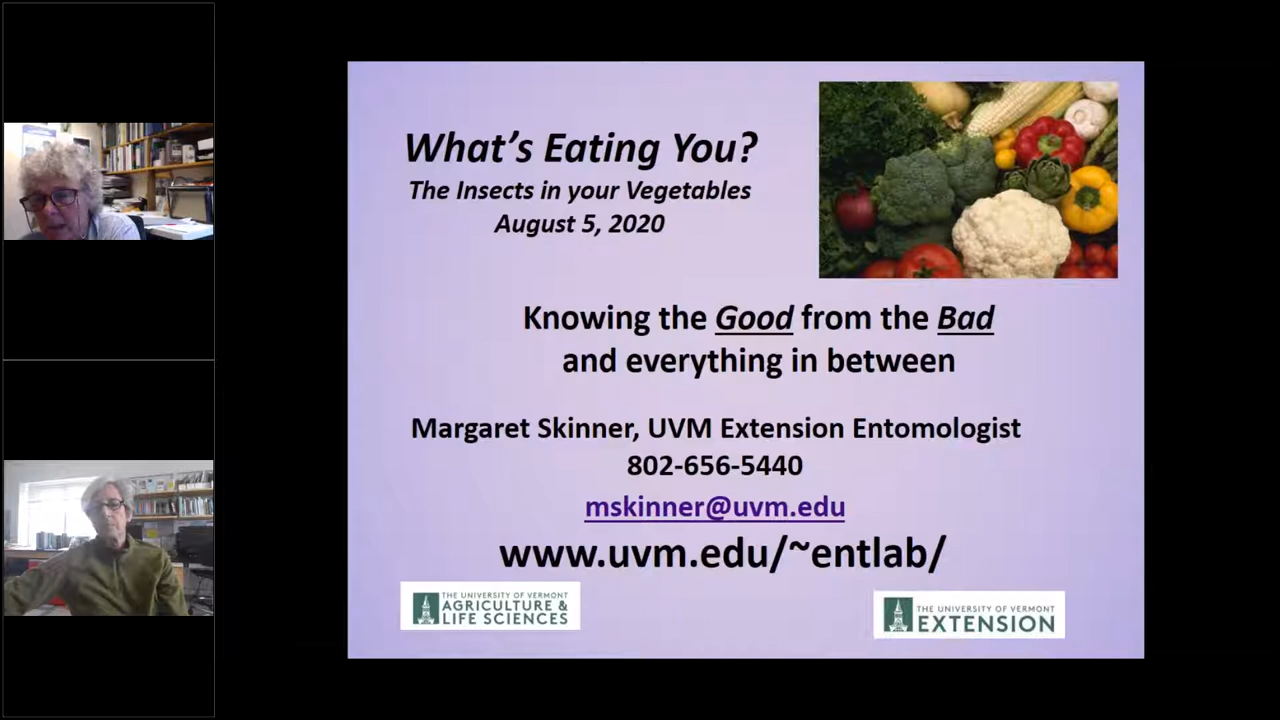 What's Eating You?
The Insects in your Vegetables
August 5, 2020
Knowing the Good from the Bad
and everything in between
Margaret Skinner, UVM Extension Entomologist
802-656-5440
mskinner@uvm.edu
www.uvm.edu/~entlab/
THE UNIVERSITY OF VERMONT
AGRICULTURE &
LIFE SCIENCES
THE UNIVERSITY OF VERMONT
EXTENSION